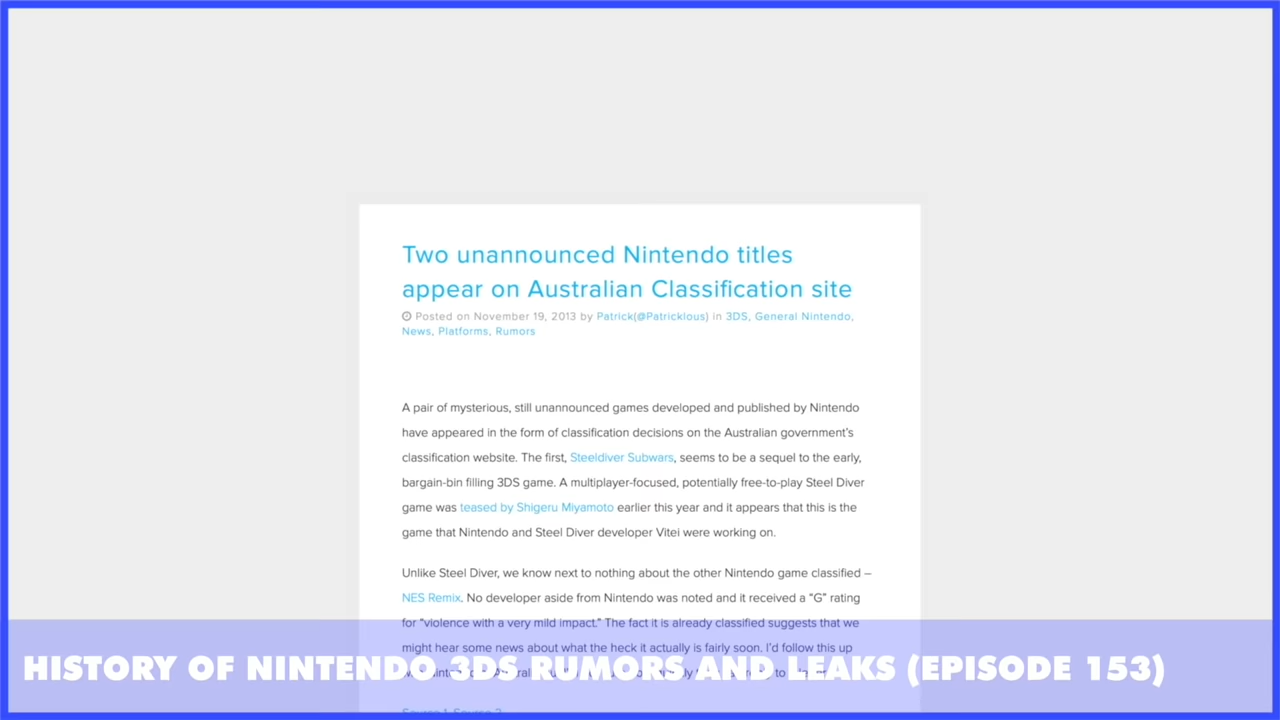 Two unannounced Nintendo titles
appear on Australian Classification site
Posted on November 19, 2013 by Patrick(@Patricklous) in 3DS, General Nintendo,
News, Platforms, Rumors
A pair of mysterious, still unannounced games developed and published by Nintendo
have appeared in the form of classification decisions on the Australian government's
classification website. The first, Steeldiver Subwars, seems to be a sequel to the early,
bargain-bin filling 3DS game. A multiplayer-focused, potentially free-to-play Steel Diver
game was teased by Shigeru Miyamoto earlier this year and it appears that this is the
game that Nintendo and Steel Diver developer Vitei were working on.
Unlike Steel Diver, we know next to nothing about the other Nintendo game classified –
NES Remix. No developer aside from Nintendo was noted and it received a "G" rating
for "violence with a very mild impact." The fact it is already classified suggests that we
might hear some news about what the heck it actually is fairly soon. I'd follow this up
HISTORY OF NINTENDO 3DS RUMORS AND LEAKS (EPISODE 153)
Source 1, Source 2